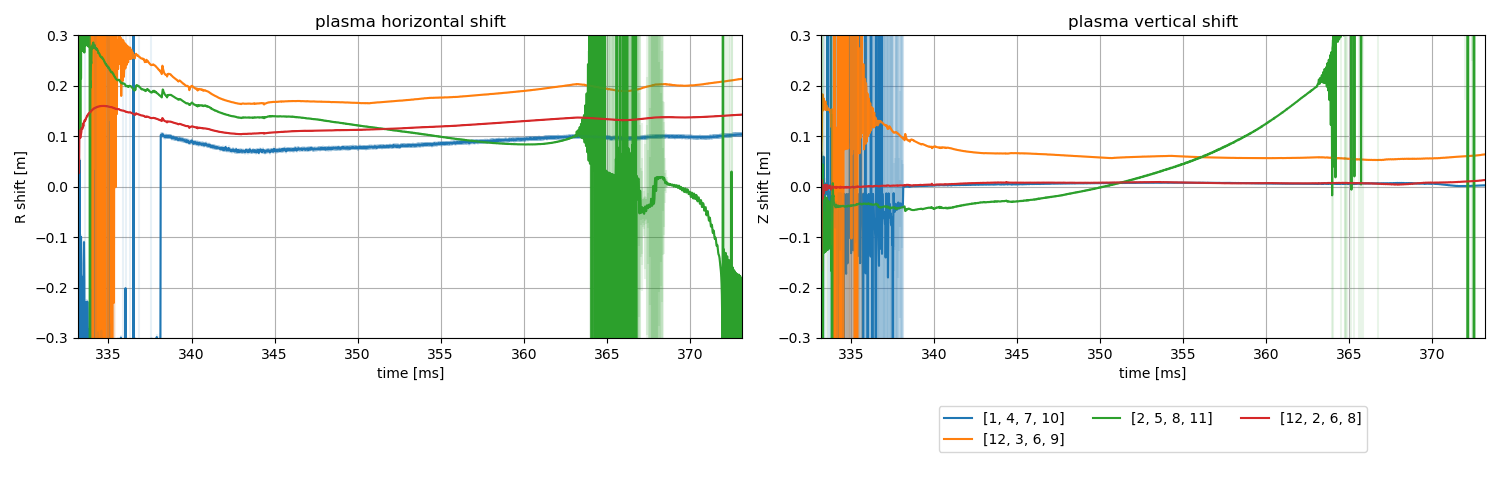 plasma horizontal shift
0.3
0.2
0.1
0.0
−0.1
−0.2
−0.3
R shift [m]
335 340 345 350 355 360 365 370
time [ms]
plasma vertical shift
0.3
0.2
0.1
0.0
−0.1
−0.2
−0.3
Z shift [m]
335 340 345 350 355 360 365 370
time [ms]
[1, 4, 7, 10] [2, 5, 8, 11] [12, 2, 6, 8]
[12, 3, 6, 9]